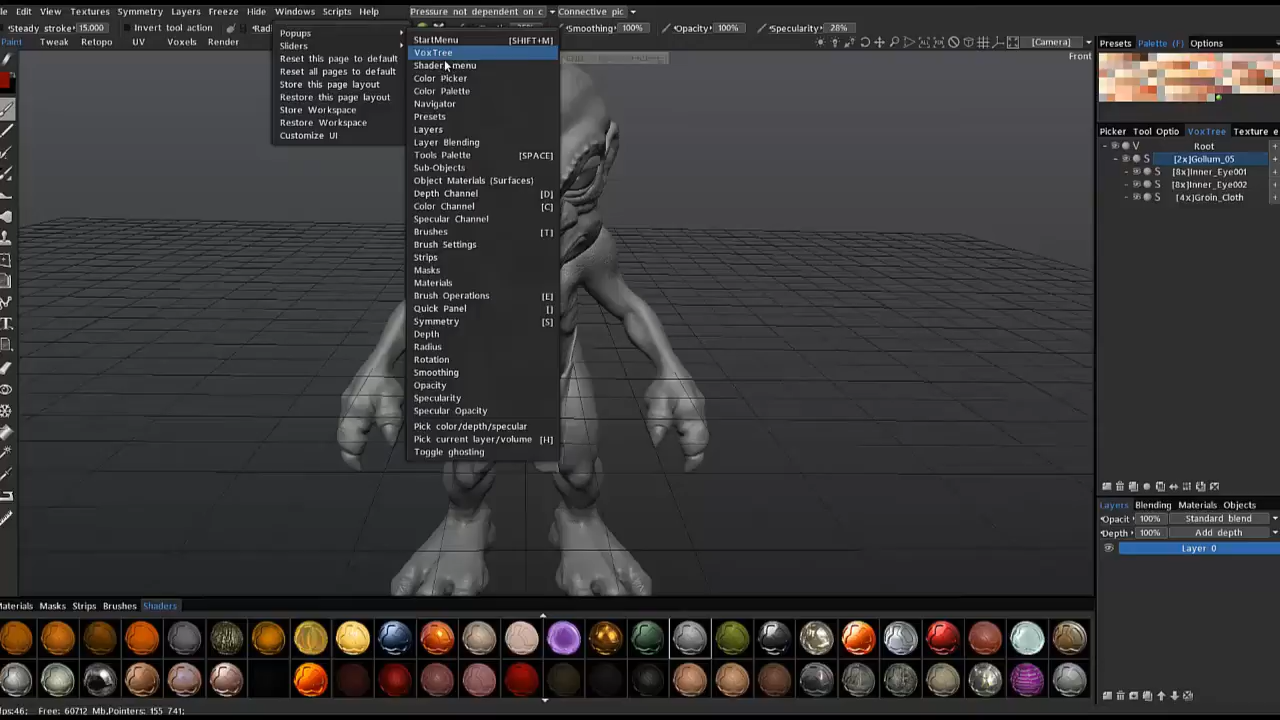 le Edit View Textures Symmetry Layers Freeze Hide Windows Scripts Help Pressure not dependent on c Connective pic
Steady stroke 15.000 Invert tool action Smoothing 100% Opacity 100% Specularity 28%
Paint Tweak Retopo UV Voxels Render [Camera]
Front
Popups
Sliders
Reset this page to default
Reset all pages to default
Store this page layout
Restore this page layout
Store Workspace
Restore Workspace
Customize UI
StartMenu [SHIFT+M]
VoxTree
Shaders menu
Color Picker
Color Palette
Navigator
Presets
Layers
Layer Blending
Tools Palette [SPACE]
Sub-Objects
Object Materials (Surfaces)
Depth Channel [D]
Color Channel [C]
Specular Channel
Brushes [T]
Brush Settings
Strips
Masks
Materials
Brush Operations [E]
Quick Panel []
Symmetry [S]
Depth
Radius
Rotation
Smoothing
Opacity
Specularity
Specular Opacity
Pick color/depth/specular
Pick current layer/volume [H]
Toggle ghosting
Presets Palette (F) Options
Picker Tool Optio VoxTree Texture e
V Root +
S [2x]Gollum_05 +
S [8x]Inner_Eye001 +
S [8x]Inner_Eye002 +
S [4x]Groin_Cloth +
Layers Blending Materials Objects
Opacit 100% Standard blend
Depth 100% Add depth
Layer 0
aterials Masks Strips Brushes Shaders
fps:46; Free: 60712 Mb,Pointers: 155 741;